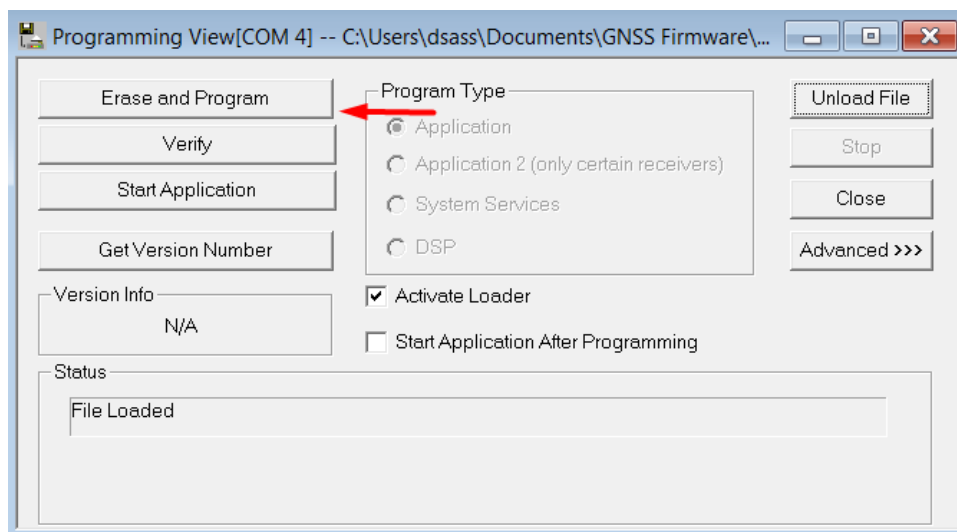 Programming View[COM 4] -- C:\Users\dsass\Documents\GNSS Firmware\...
Erase and Program
Verify
Start Application
Get Version Number
Version Info
N/A
Program Type
Application
Application 2 (only certain receivers)
System Services
DSP
Activate Loader
Start Application After Programming
Unload File
Stop
Close
Advanced >>>
Status
File Loaded